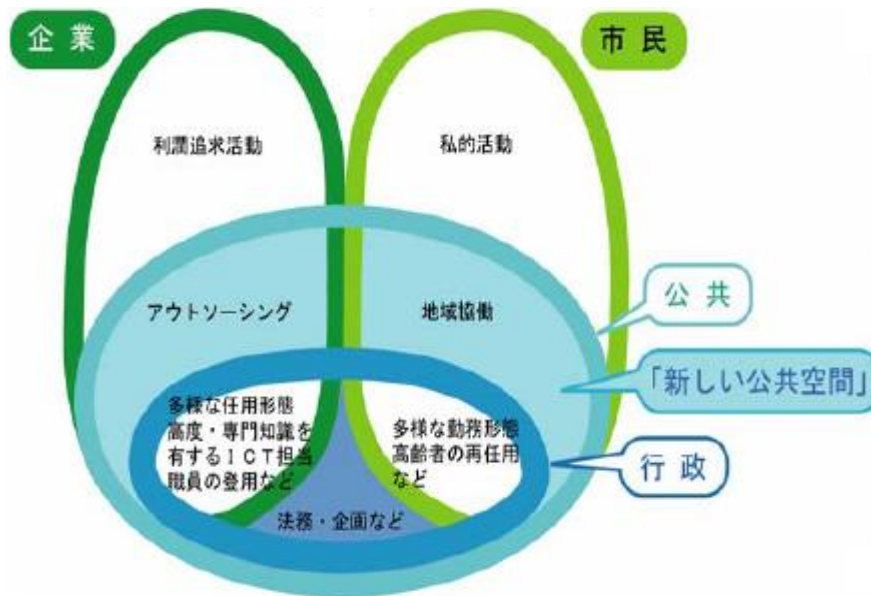 企業
市民
利潤追求活動
私的活動
公共
アウトソーシング
地域協働
「新しい公共空間」
多様な任用形態
高度・専門知識を
有するICT担当
職員の登用など
多様な勤務形態
高齢者の再任用
など
行政
法務・企画など